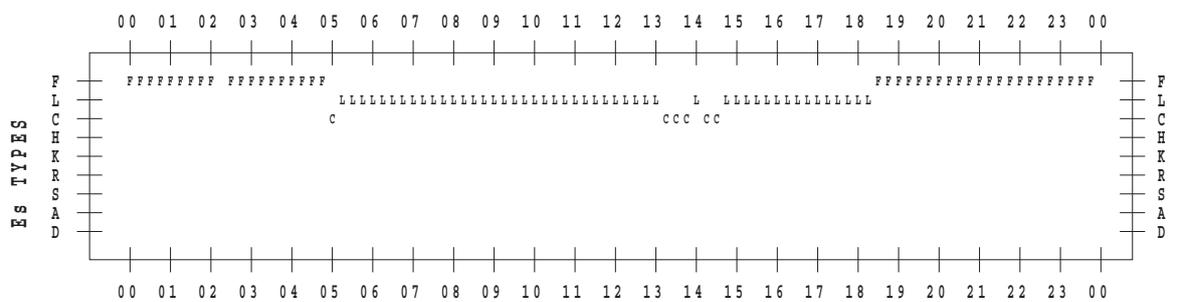 00 01 02 03 04 05 06 07 08 09 10 11 12 13 14 15 16 17 18 19 20 21 22 23 00
F FFFFFFFFF FFFFFFFFFF FFFFFFFFFFFFFFFFFFFFFF F
L LLLLLLLLLLLLLLLLLLLLLLLLLLLLLLLL L LLLLLLLLLLLLLLL L
C C CCC CC C
H H
K K
R R
S S
A A
D D
Es TYPES
00 01 02 03 04 05 06 07 08 09 10 11 12 13 14 15 16 17 18 19 20 21 22 23 00